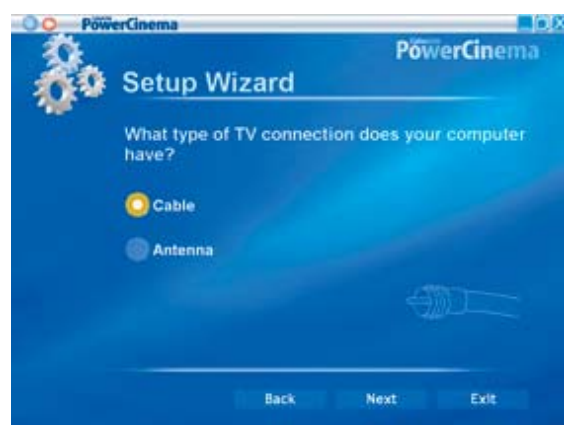 PowerCinema
PowerCinema
Setup Wizard
What type of TV connection does your computer
have?
Cable
Antenna
Back Next Exit